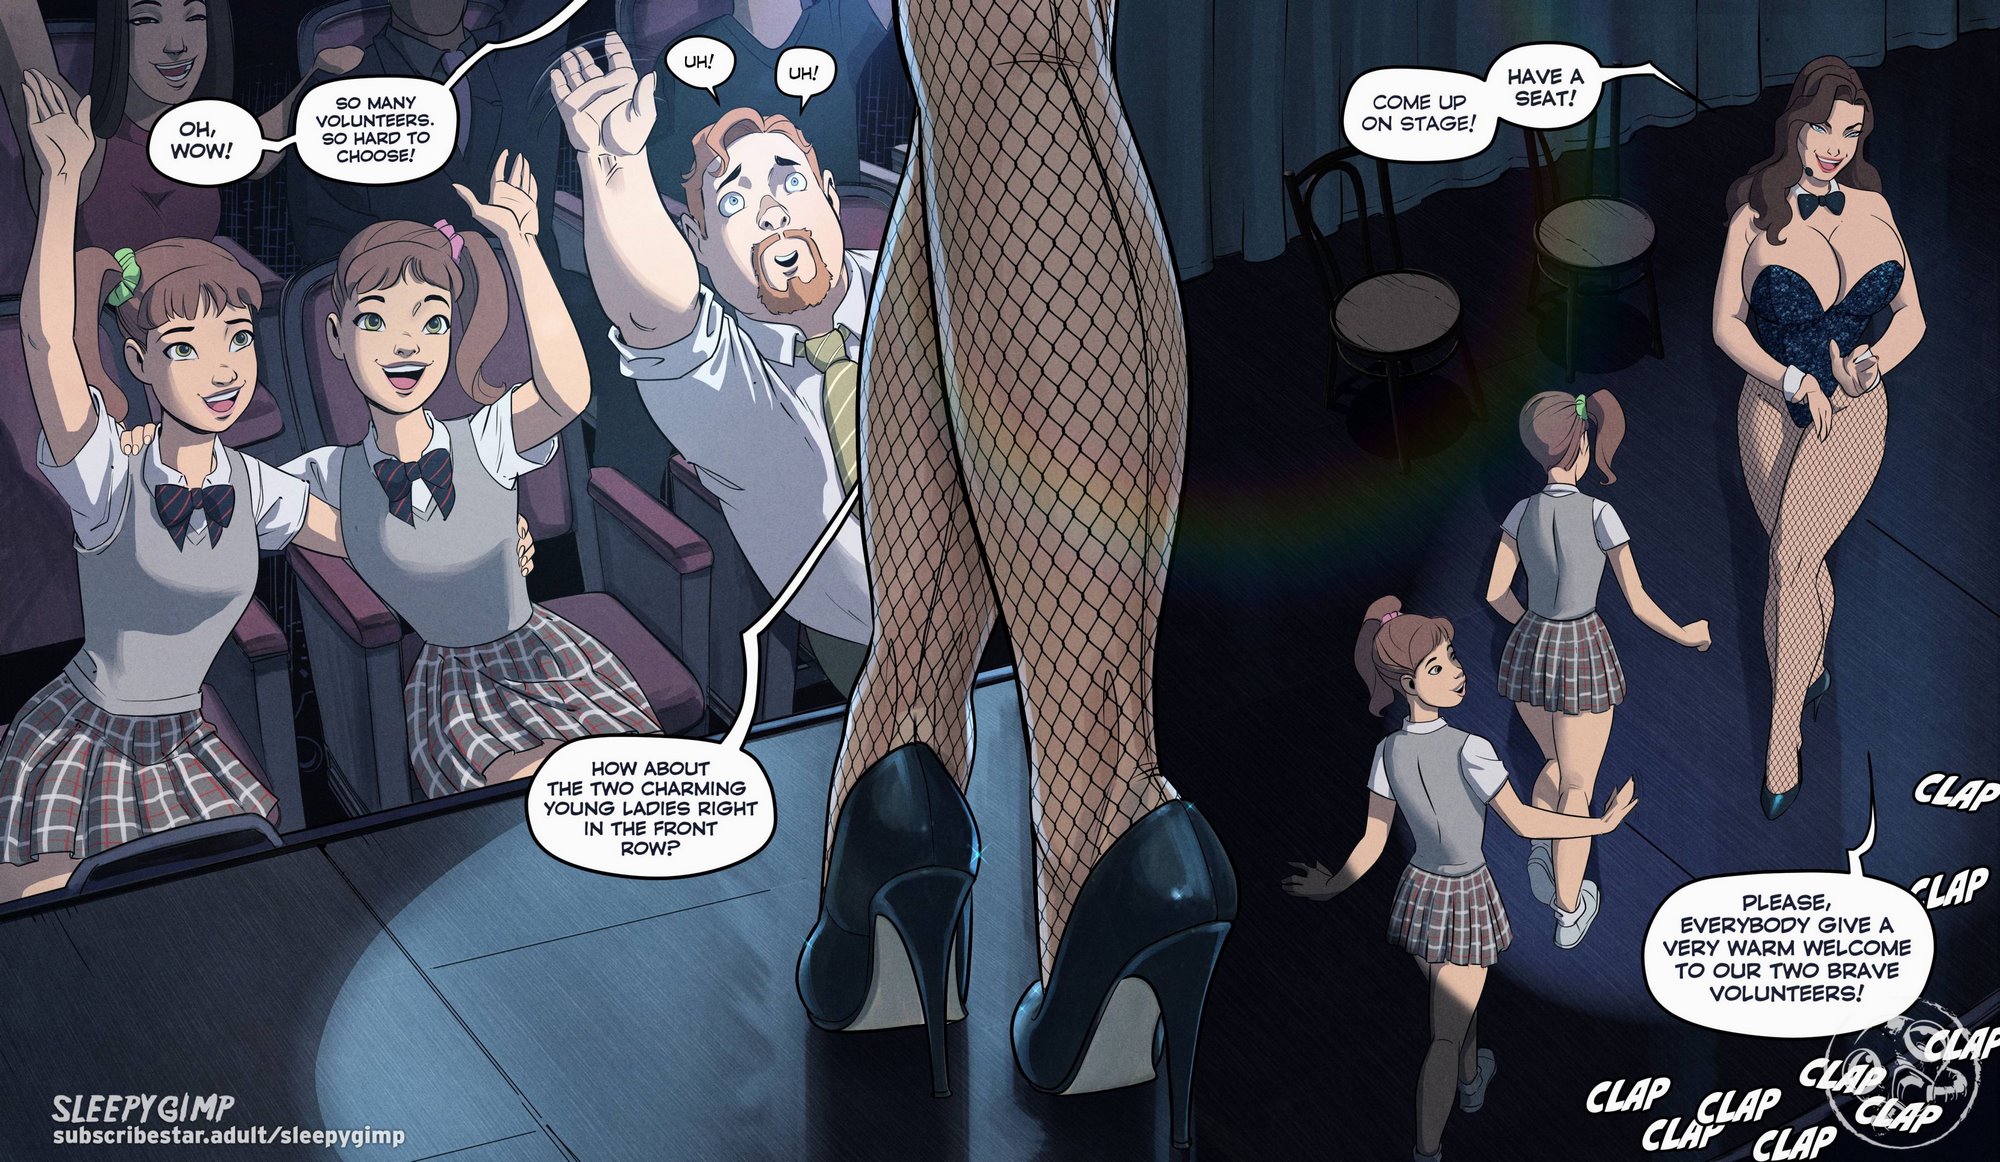 OH,
WOW!
SO MANY
VOLUNTEERS.
SO HARD TO
CHOOSE!
UH!
UH!
HOW ABOUT
THE TWO CHARMING
YOUNG LADIES RIGHT
IN THE FRONT
ROW?
COME UP
ON STAGE!
HAVE A
SEAT!
PLEASE,
EVERYBODY GIVE A
VERY WARM WELCOME
TO OUR TWO BRAVE
VOLUNTEERS!
CLAP
CLAP
CLAP
CLAP
CLAP
CLAP
CLAP
CLAP
CLAP
SLEEPYGIMP
subscribestar.adult/sleepygimp